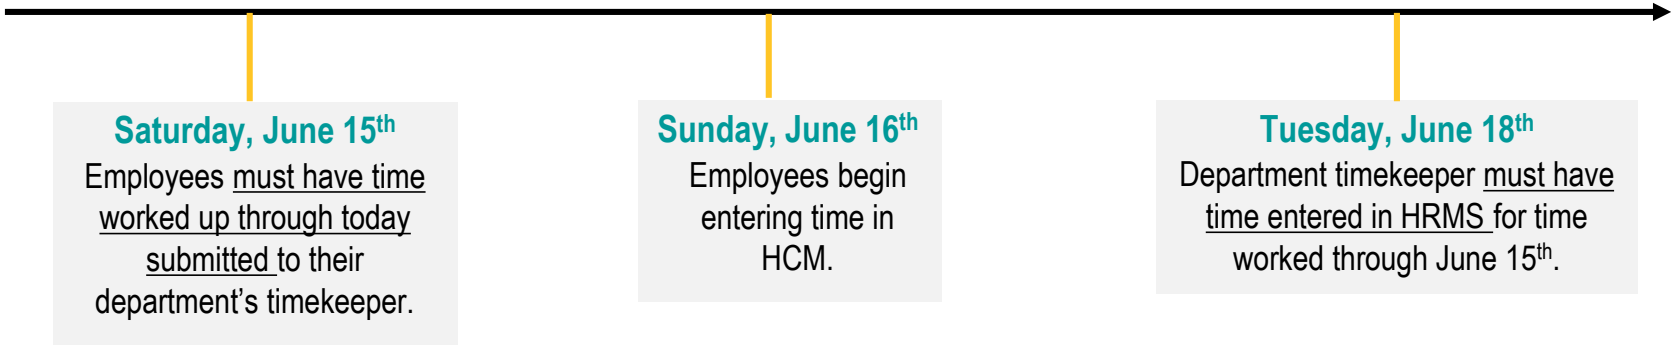 Saturday, June 15th
Employees must have time
worked up through today
submitted to their
department’s timekeeper.
Sunday, June 16th
Employees begin
entering time in
HCM.
Tuesday, June 18th
Department timekeeper must have
time entered in HRMS for time
worked through June 15th.